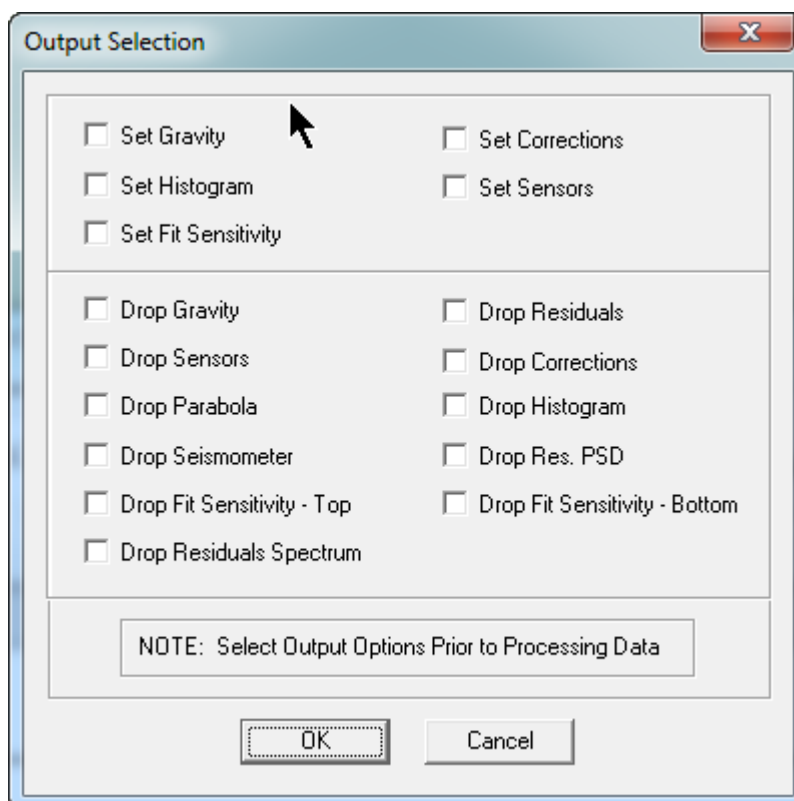 Output Selection
Set Gravity
Set Corrections
Set Histogram
Set Sensors
Set Fit Sensitivity
Drop Gravity
Drop Residuals
Drop Sensors
Drop Corrections
Drop Parabola
Drop Histogram
Drop Seismometer
Drop Res. PSD
Drop Fit Sensitivity - Top
Drop Fit Sensitivity - Bottom
Drop Residuals Spectrum
NOTE: Select Output Options Prior to Processing Data
OK
Cancel